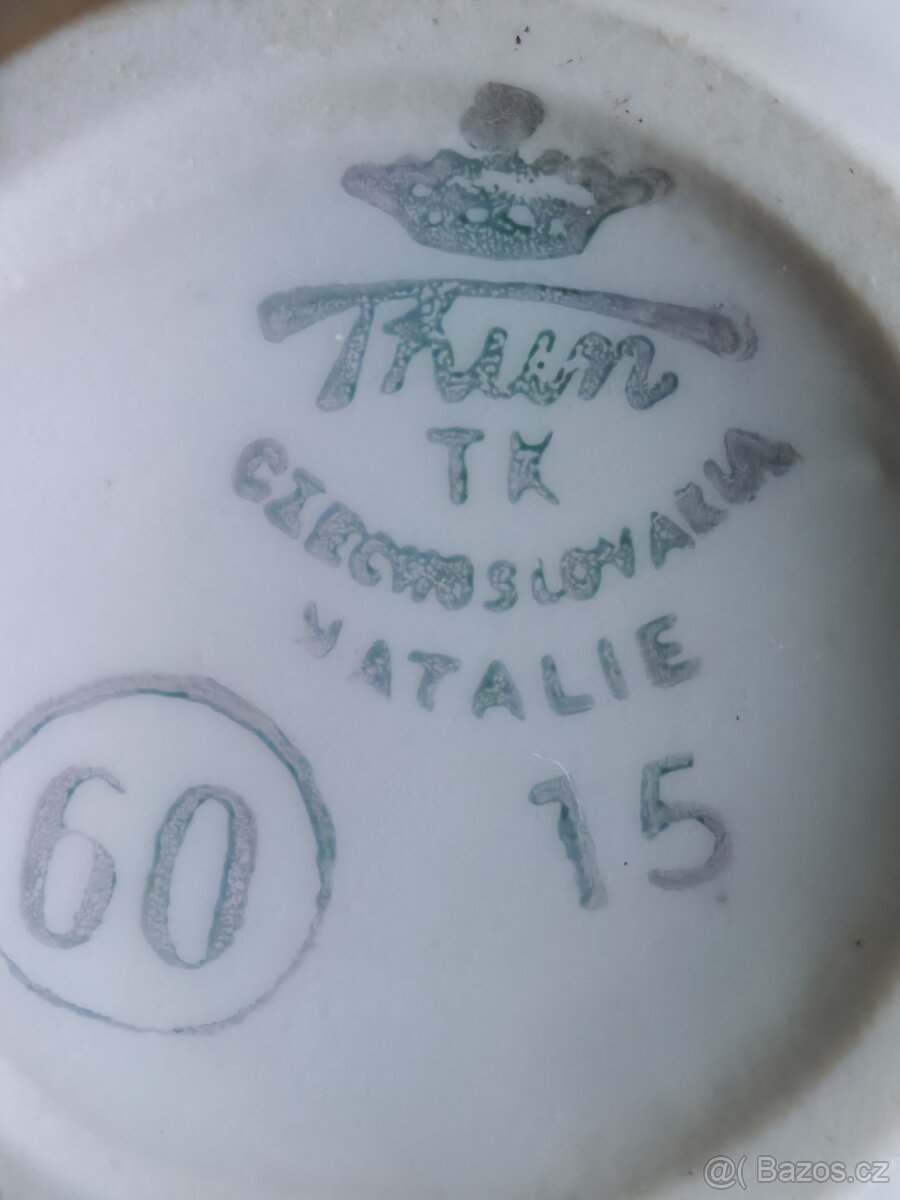 Thun
TK
CZECHOSLOVAKIA
NATALIE
15
60
@( Bazos.cz